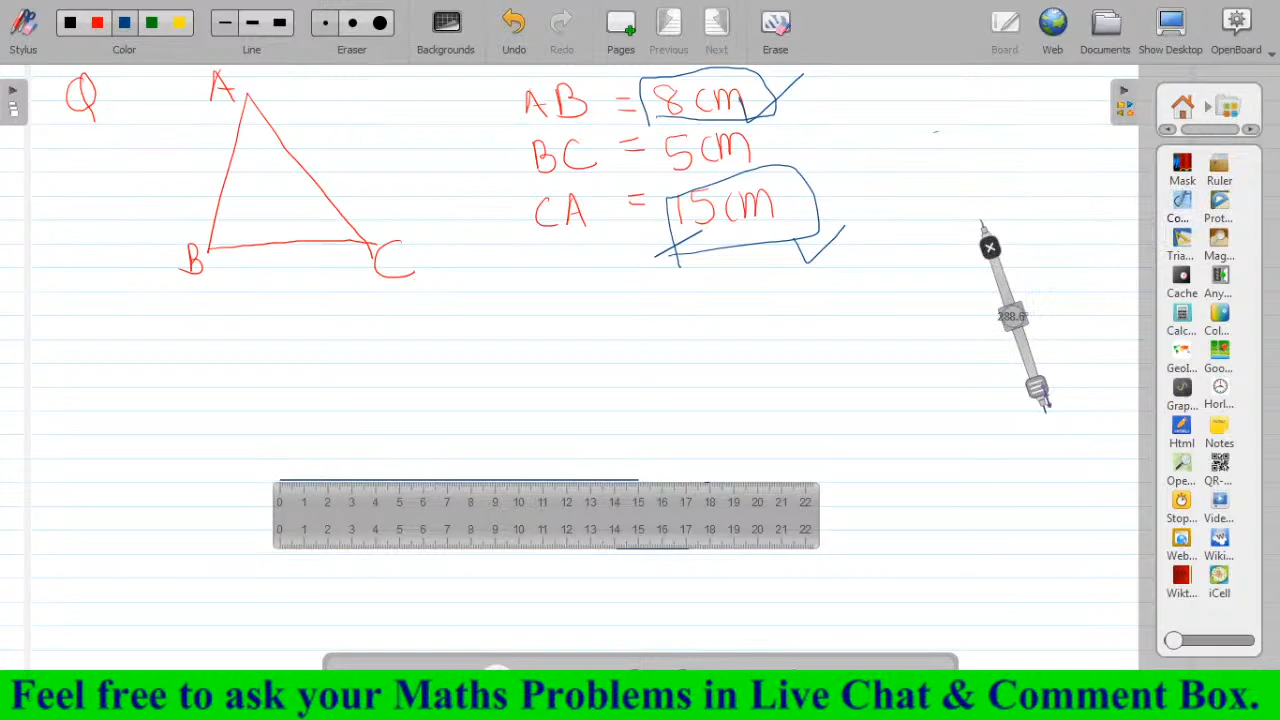 Stylus Color Line Eraser Backgrounds Undo Redo Pages Previous Next Erase Board Web Documents Show Desktop OpenBoard
Q
A
B
C
AB = 8 cm
BC = 5 cm
CA = 15 cm
288.6°
0 1 2 3 4 5 6 7 8 9 10 11 12 13 14 15 16 17 18 19 20 21 22
0 1 2 3 4 5 6 7 8 9 10 11 12 13 14 15 16 17 18 19 20 21 22
Mask Ruler
Co... Prot...
Tria... Mag...
Cache Any...
Calc... Col...
Geol... Goo...
Grap... Horl...
Html Notes
Ope... QR-...
Stop... Vide...
Web... Wiki...
Wikt... iCell
Feel free to ask your Maths Problems in Live Chat & Comment Box.